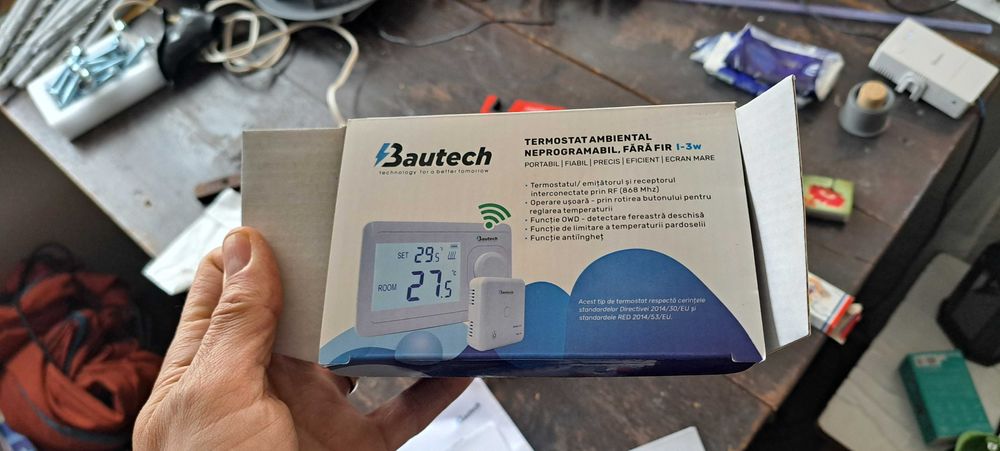 Bautech
technology for a better tomorrow
TERMOSTAT AMBIENTAL
NEPROGRAMABIL, FĂRĂ FIR I-3w
PORTABIL | FIABIL | PRECIS | EFICIENT | ECRAN MARE
• Termostatul/ emițătorul și receptorul
interconectate prin RF (868 Mhz)
• Operare ușoară - prin rotirea butonului pentru
reglarea temperaturii
• Funcție OWD - detectare fereastră deschisă
• Funcție de limitare a temperaturii pardoselii
• Funcție antiîngheț
Bautech
SET 29.5 °C
ROOM 27.5 °C
Bautech
Acest tip de termostat respectă cerințele
standardelor Directivei 2014/30/EU și
standardele RED 2014/53/EU.